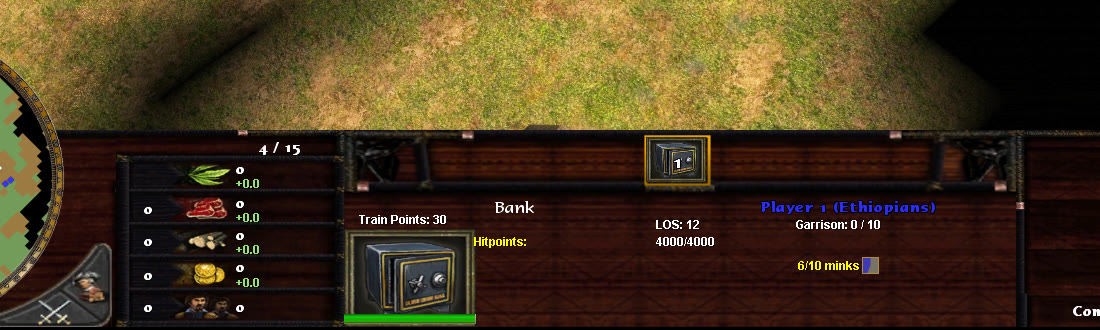 4 / 15
0
+0.0
0 0
+0.0
0 0
+0.0
0 0
+0.0
0 0
1
Bank
Player 1 (Ethiopians)
Train Points: 30
LOS: 12
Garrison: 0 / 10
Hitpoints:
4000/4000
6/10 minks